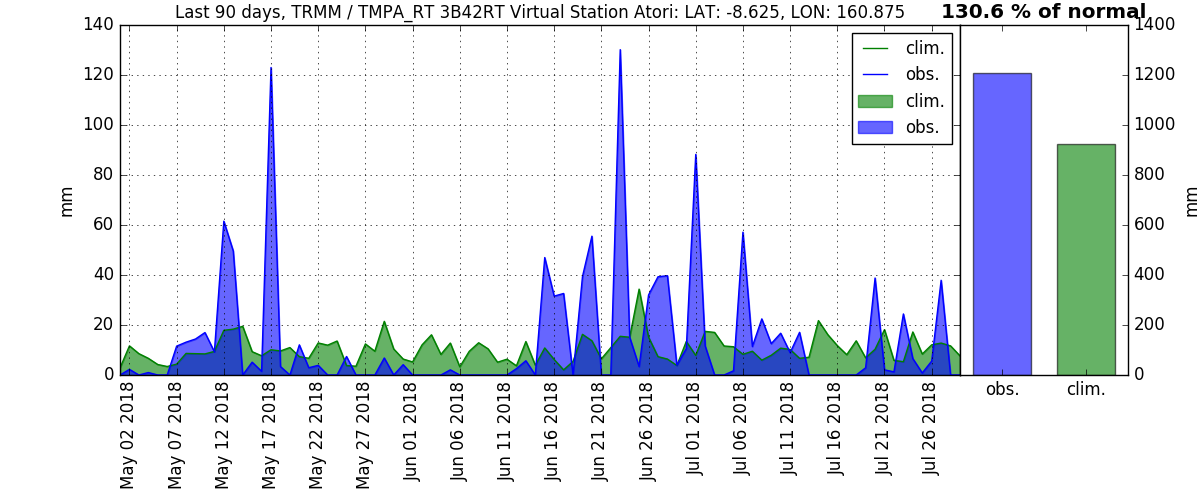 Last 90 days, TRMM / TMPA_RT 3B42RT Virtual Station Atori: LAT: -8.625, LON: 160.875
130.6 % of normal
140
120
100
80
60
40
20
0
mm
clim.
obs.
clim.
obs.
May 02 2018
May 07 2018
May 12 2018
May 17 2018
May 22 2018
May 27 2018
Jun 01 2018
Jun 06 2018
Jun 11 2018
Jun 16 2018
Jun 21 2018
Jun 26 2018
Jul 01 2018
Jul 06 2018
Jul 11 2018
Jul 16 2018
Jul 21 2018
Jul 26 2018
1400
1200
1000
800
600
400
200
0
mm
obs.
clim.